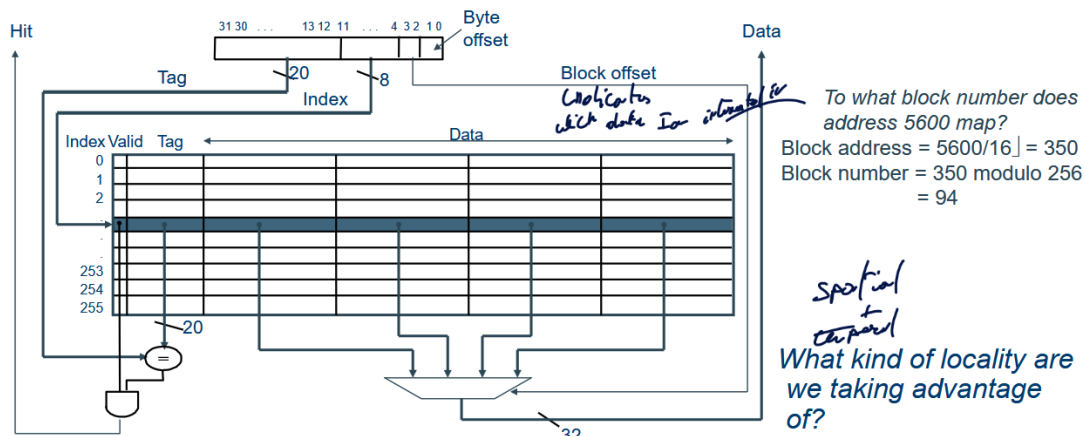 31 30 . . . 13 12 11 . . . 4 3 2 1 0
Byte
offset
Hit
Data
20
8
Tag
Index
Block offset
which data I am interested in
To what block number does
address 5600 map?
Block address = 5600/16⌋ = 350
Block number = 350 modulo 256
= 94
Index Valid Tag Data
0
1
2
.
.
.
253
254
255
20
=
32
spatial
+
temporal
What kind of locality are
we taking advantage
of?